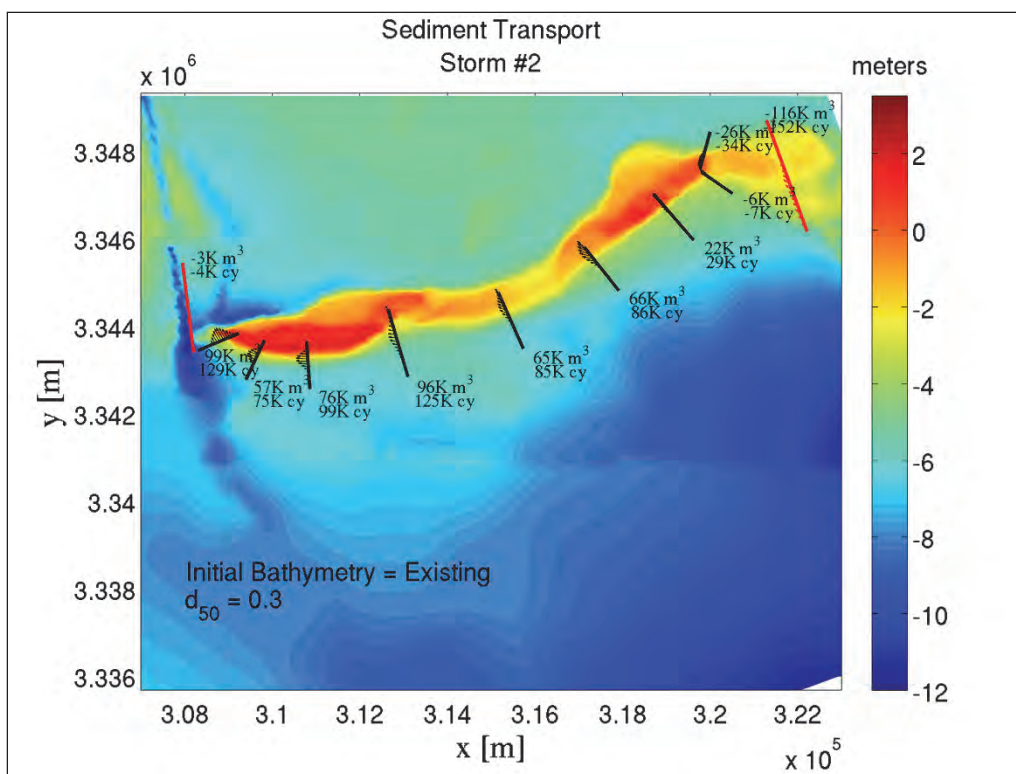 Sediment Transport
Storm #2
x 10^6
meters
3.348
3.346
3.344
3.342
3.34
3.338
3.336
y [m]
-116K m^3
-152K cy
-26K m^3
-34K cy
-6K m^3
-7K cy
22K m^3
29K cy
66K m^3
86K cy
65K m^3
85K cy
96K m^3
125K cy
76K m^3
99K cy
57K m^3
75K cy
99K m^3
129K cy
-3K m^3
-4K cy
Initial Bathymetry = Existing
d_50 = 0.3
2
0
-2
-4
-6
-8
-10
-12
3.08 3.1 3.12 3.14 3.16 3.18 3.2 3.22
x [m]
x 10^5